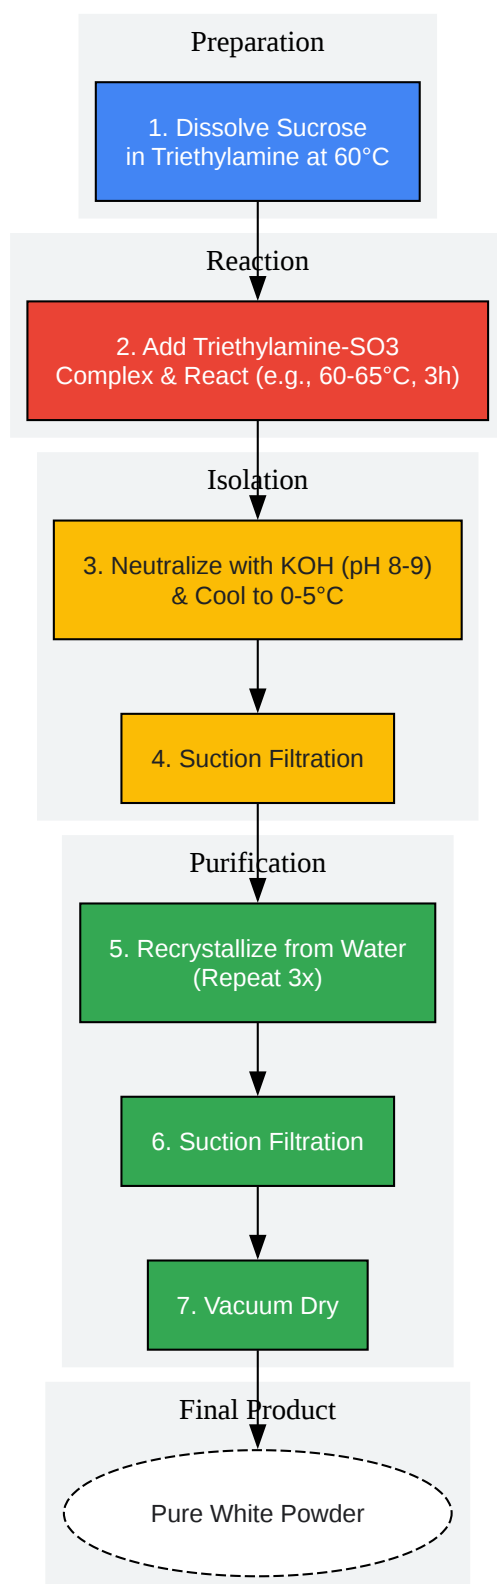 Preparation
1. Dissolve Sucrose
in Triethylamine at 60°C
Reaction
2. Add Triethylamine-SO3
Complex & React (e.g., 60-65°C, 3h)
Isolation
3. Neutralize with KOH (pH 8-9)
& Cool to 0-5°C
4. Suction Filtration
Purification
5. Recrystallize from Water
(Repeat 3x)
6. Suction Filtration
7. Vacuum Dry
Final Product
Pure White Powder